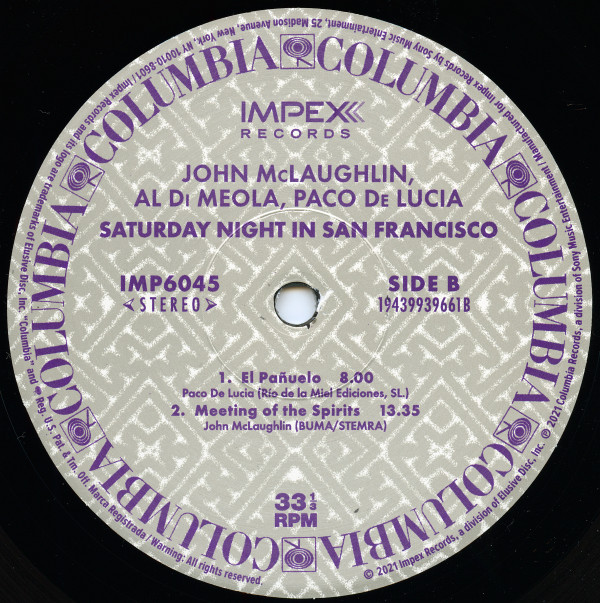 COLUMBIA COLUMBIA COLUMBIA COLUMBIA COLUMBIA COLUMBIA
IMPEX
RECORDS
JOHN McLAUGHLIN,
AL Di MEOLA, PACO De LUCIA
SATURDAY NIGHT IN SAN FRANCISCO
IMP6045 SIDE B
STEREO 19439939661B
1. El Pañuelo 8.00
Paco De Lucia (Río de la Miel Ediciones, SL.)
2. Meeting of the Spirits 13.35
John McLaughlin (BUMA/STEMRA)
33 1/3
RPM
℗ 2021 Columbia Records, a division of Sony Music Entertainment Manufactured for Impex Records by Sony Music Entertainment, 25 Madison Avenue, New York, NY 10010-8601. Impex Records and its logo are trademarks of Elusive Disc, Inc. "Columbia" and Reg. U.S. Pat. & Tm. Off. Marca Registrada / Warning: All rights reserved.
© 2021 Impex Records, a division of Elusive Disc, Inc.